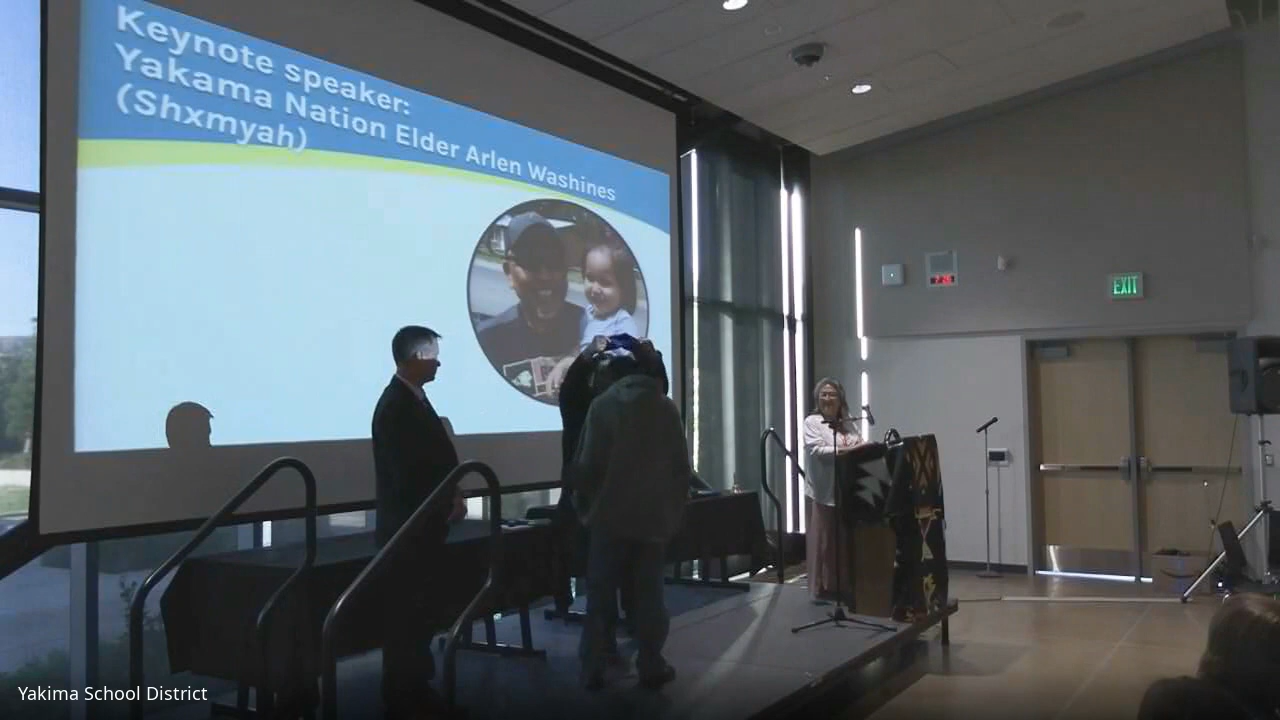 Keynote speaker:
Yakama Nation Elder Arlen Washines
(Shxmyah)
EXIT
Yakima School District